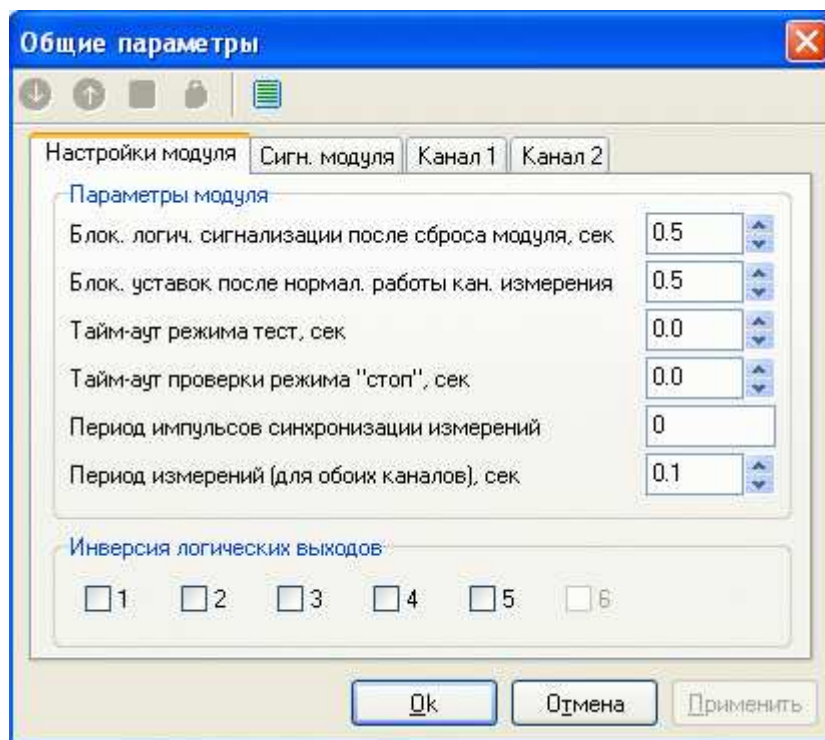 Общие параметры
Настройки модуля Сигн. модуля Канал 1 Канал 2
Параметры модуля
Блок. логич. сигнализации после сброса модуля, сек 0.5
Блок. уставок после нормал. работы кан. измерения 0.5
Тайм-аут режима тест, сек 0.0
Тайм-аут проверки режима "стоп", сек 0.0
Период импульсов синхронизации измерений 0
Период измерений (для обоих каналов), сек 0.1
Инверсия логических выходов
1 2 3 4 5 6
Ok Отмена Применить